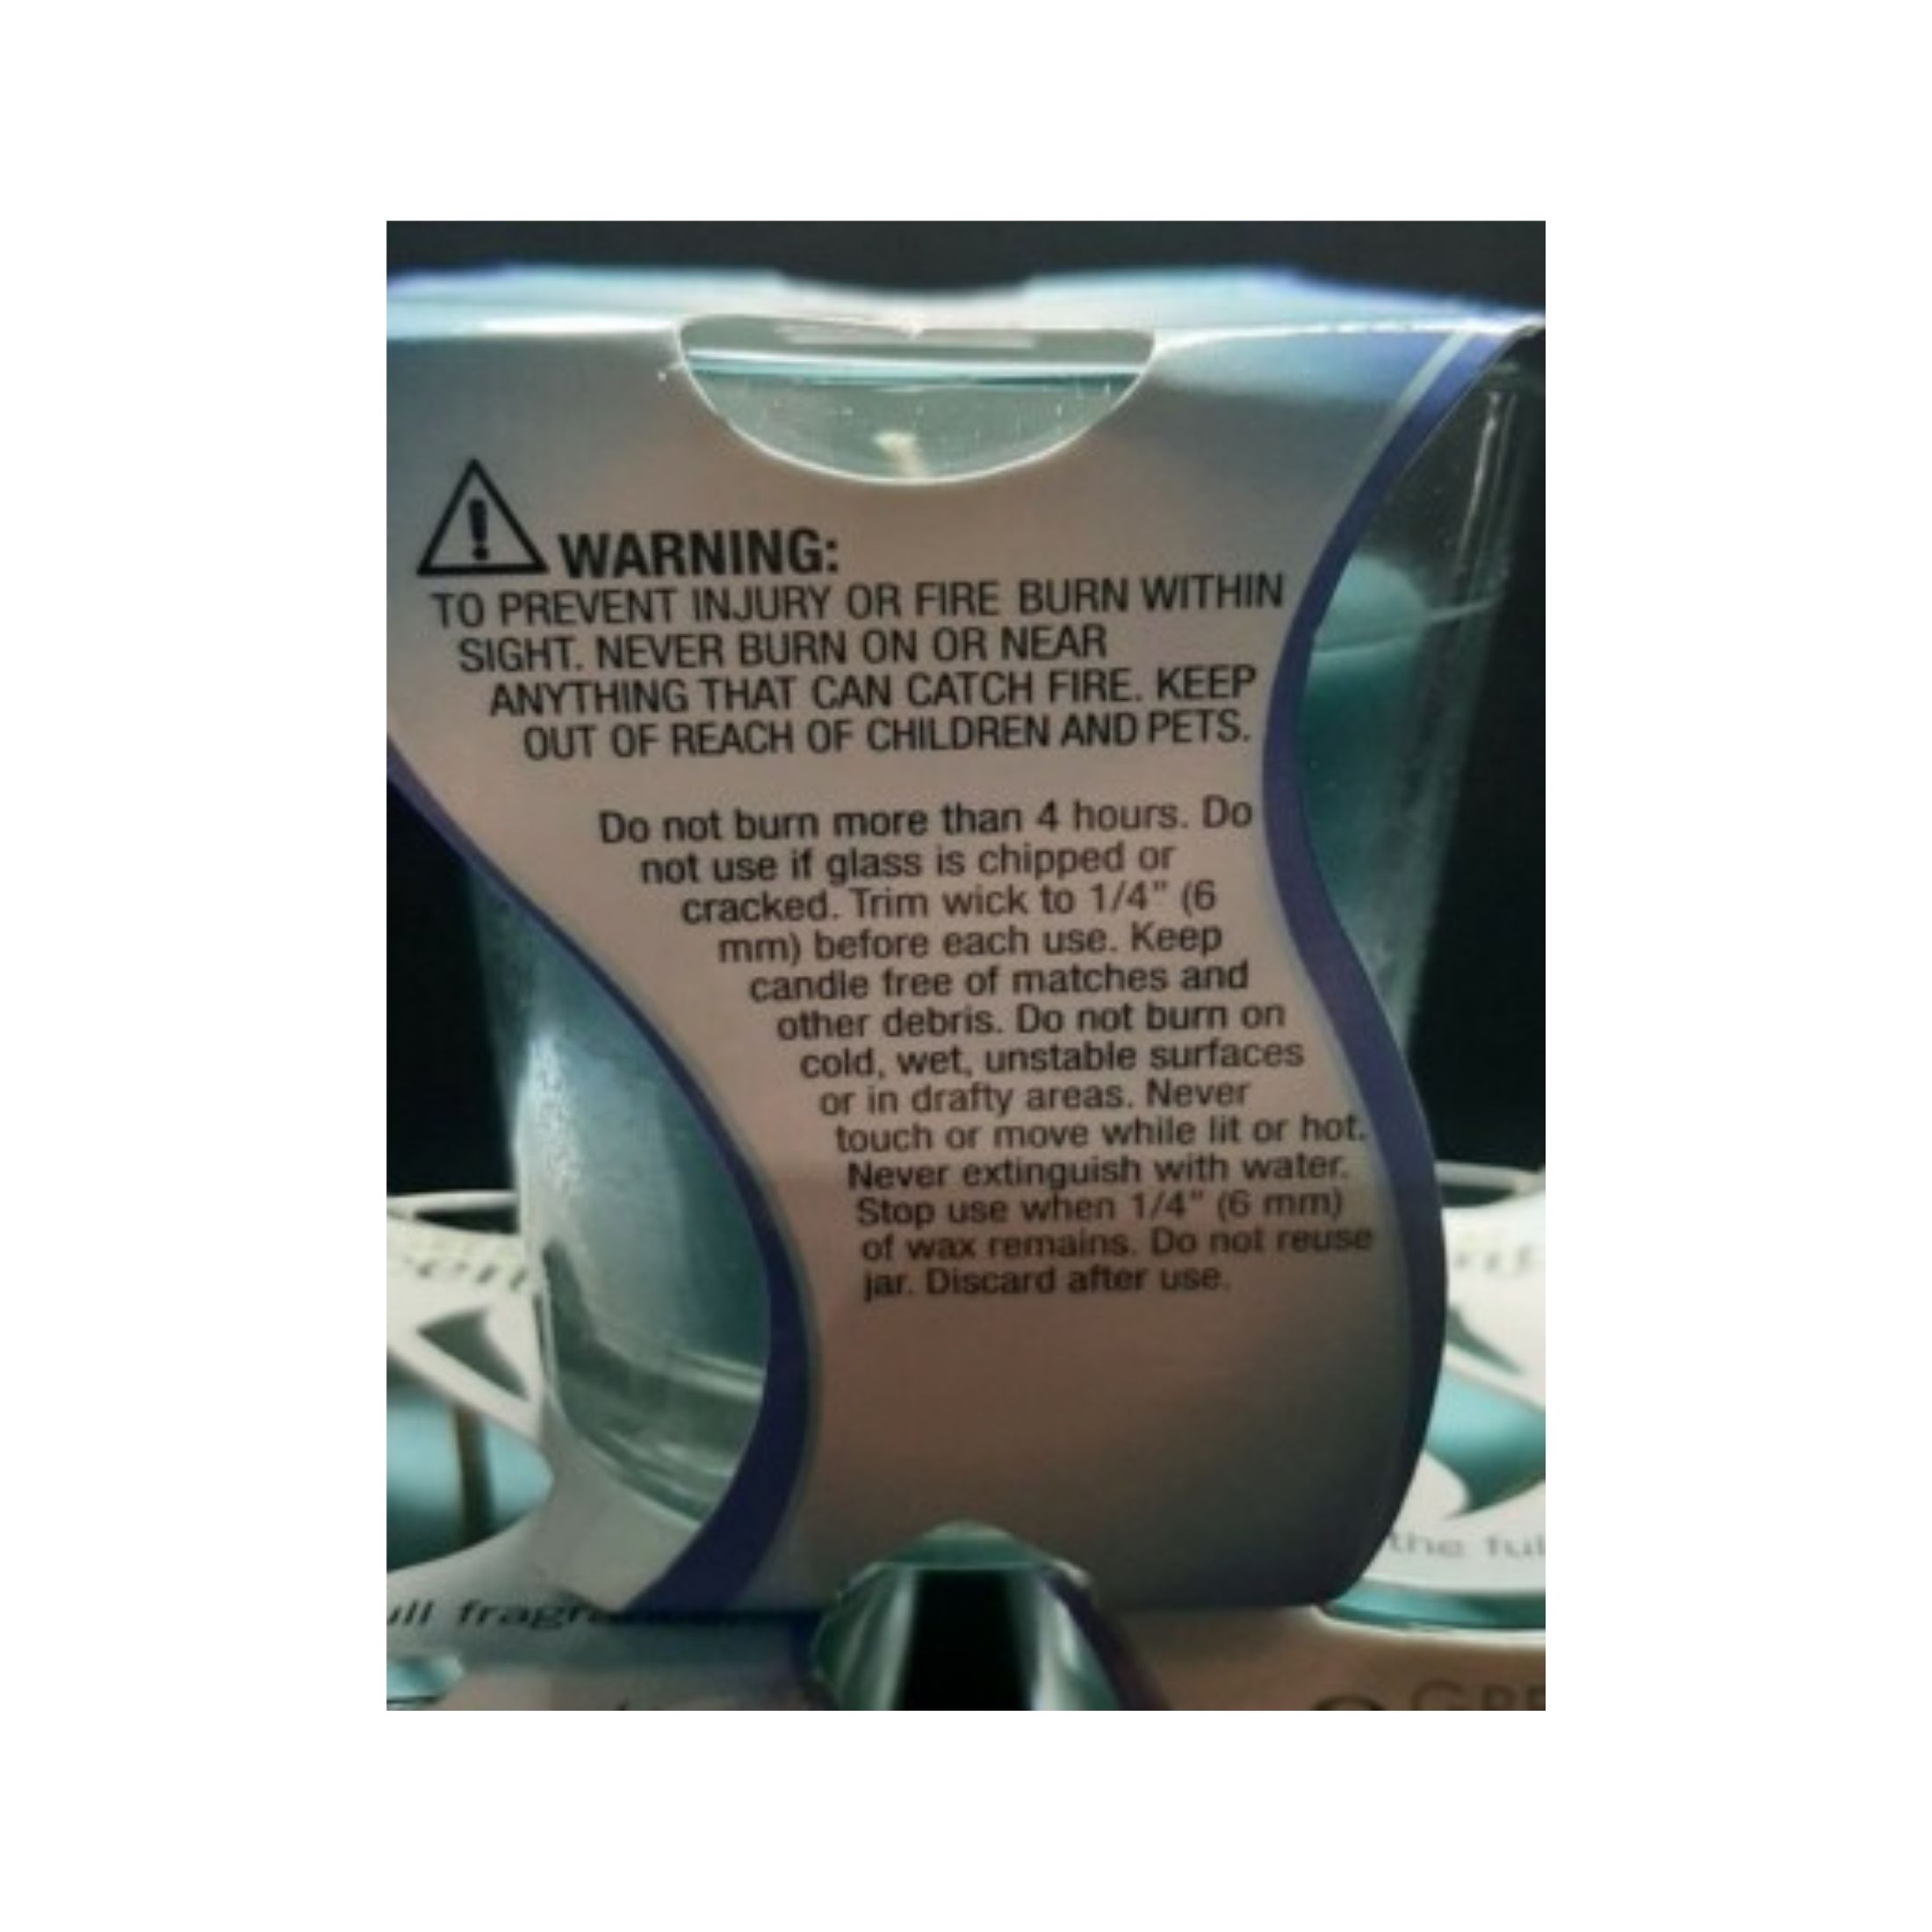 WARNING:
TO PREVENT INJURY OR FIRE BURN WITHIN
SIGHT. NEVER BURN ON OR NEAR
ANYTHING THAT CAN CATCH FIRE. KEEP
OUT OF REACH OF CHILDREN AND PETS.
Do not burn more than 4 hours. Do
not use if glass is chipped or
cracked. Trim wick to 1/4" (6
mm) before each use. Keep
candle free of matches and
other debris. Do not burn on
cold, wet, unstable surfaces
or in drafty areas. Never
touch or move while lit or hot.
Never extinguish with water.
Stop use when 1/4" (6 mm)
of wax remains. Do not reuse
jar. Discard after use.
the